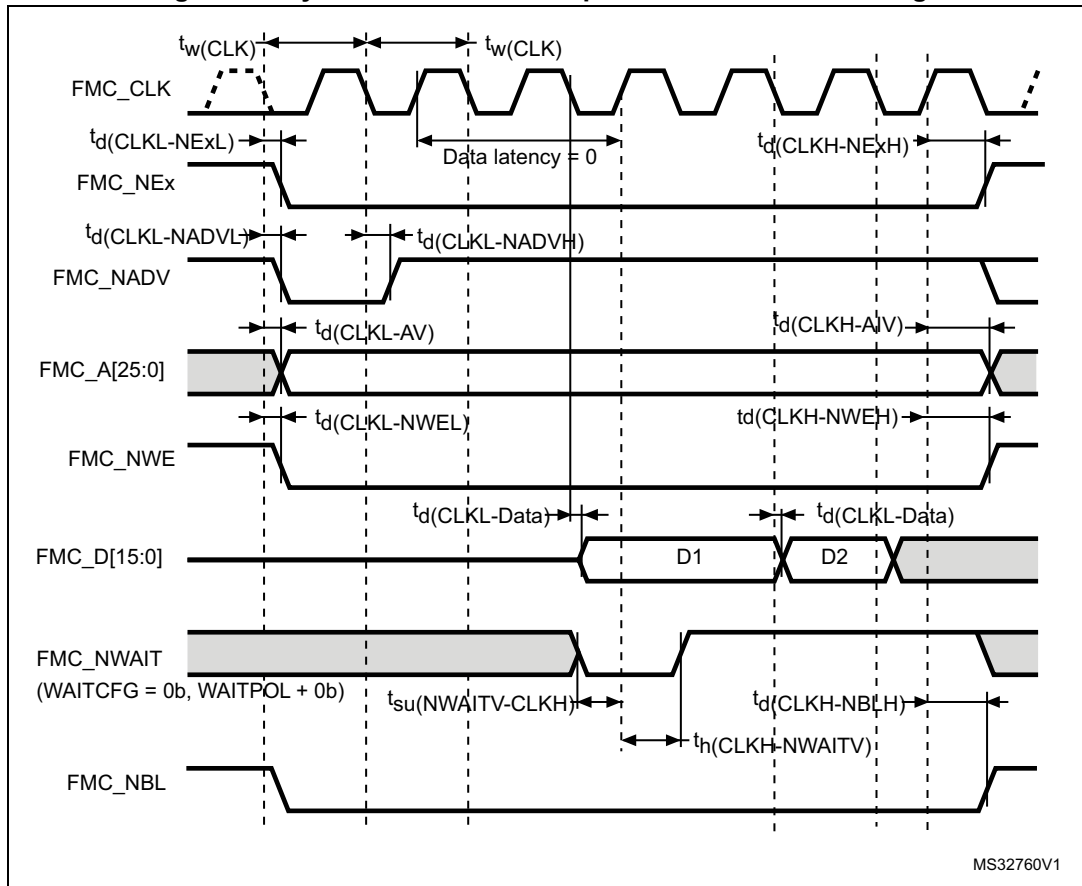 tw(CLK) tw(CLK)
FMC_CLK
td(CLKL-NExL) Data latency = 0 td(CLKH-NExH)
FMC_NEx
td(CLKL-NADVL) td(CLKL-NADVH)
FMC_NADV
td(CLKL-AV) td(CLKH-AIV)
FMC_A[25:0]
td(CLKL-NWEL) td(CLKH-NWEH)
FMC_NWE
td(CLKL-Data) td(CLKL-Data)
FMC_D[15:0] D1 D2
FMC_NWAIT
(WAITCFG = 0b, WAITPOL + 0b)
tsu(NWAITV-CLKH) td(CLKH-NBLH)
th(CLKH-NWAITV)
FMC_NBL
MS32760V1